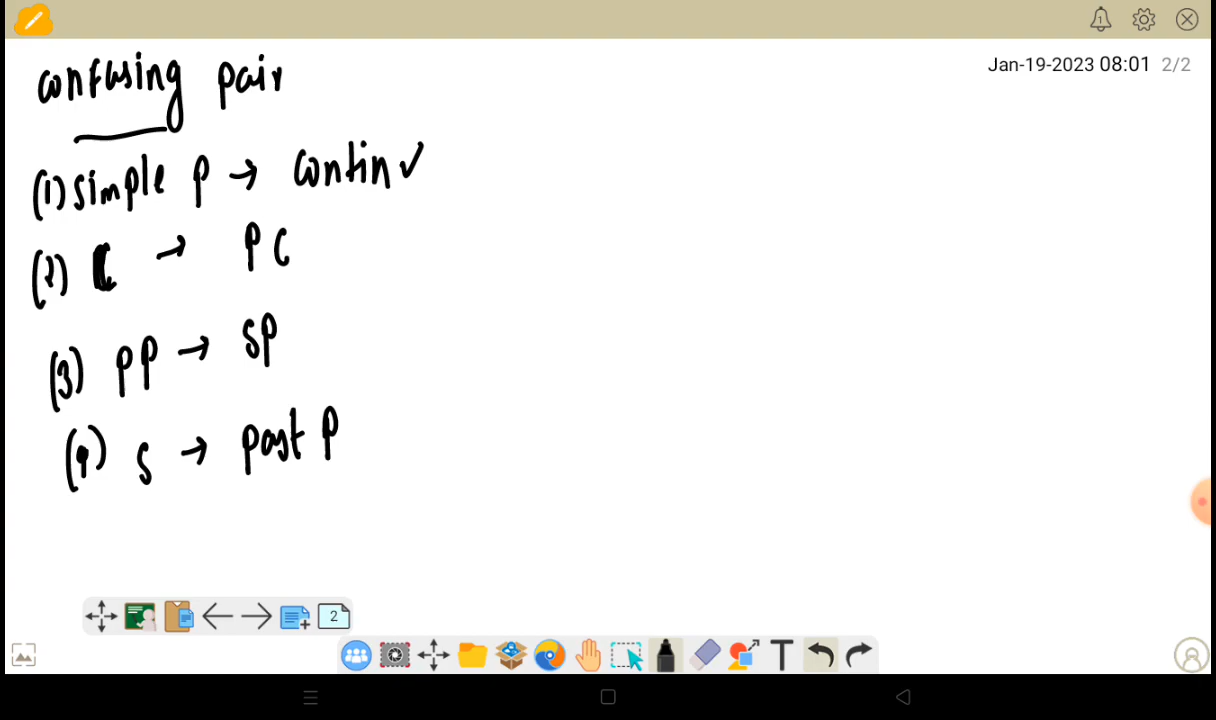 Jan-19-2023 08:01 2/2
confusing pair
(1) simple p → contin ✓
(2) C → PC
(3) PP → SP
(4) S → past P
2